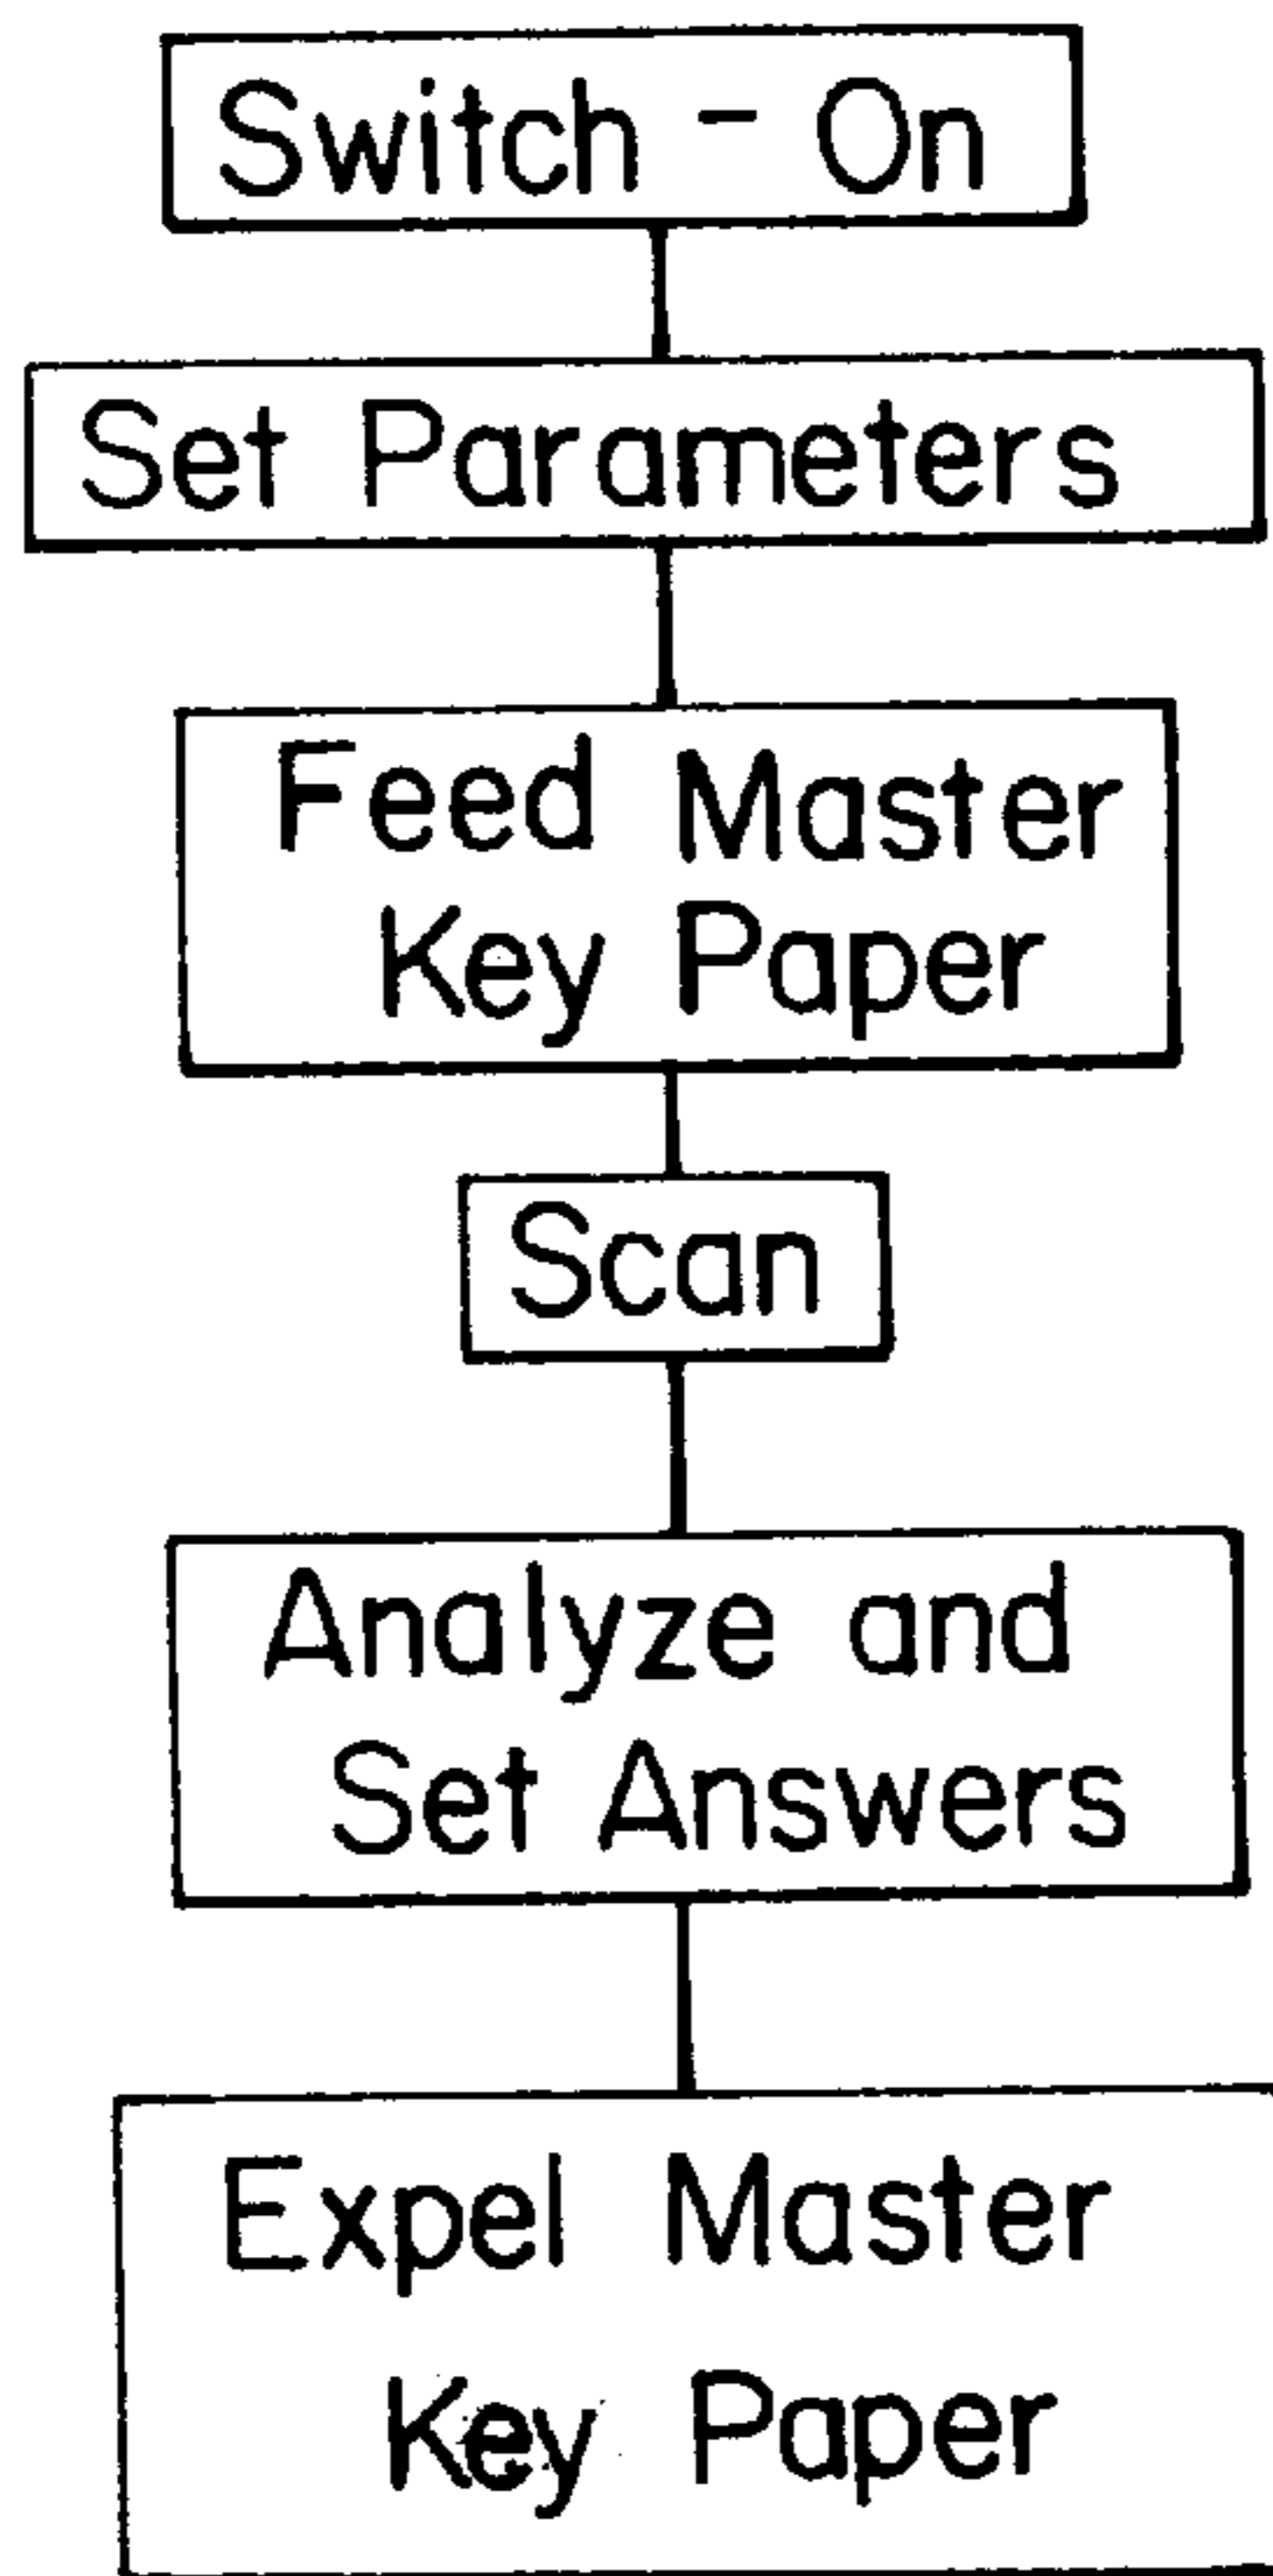 Switch - On
Set Parameters
Feed Master
Key Paper
Scan
Analyze and
Set Answers
Expel Master
Key Paper